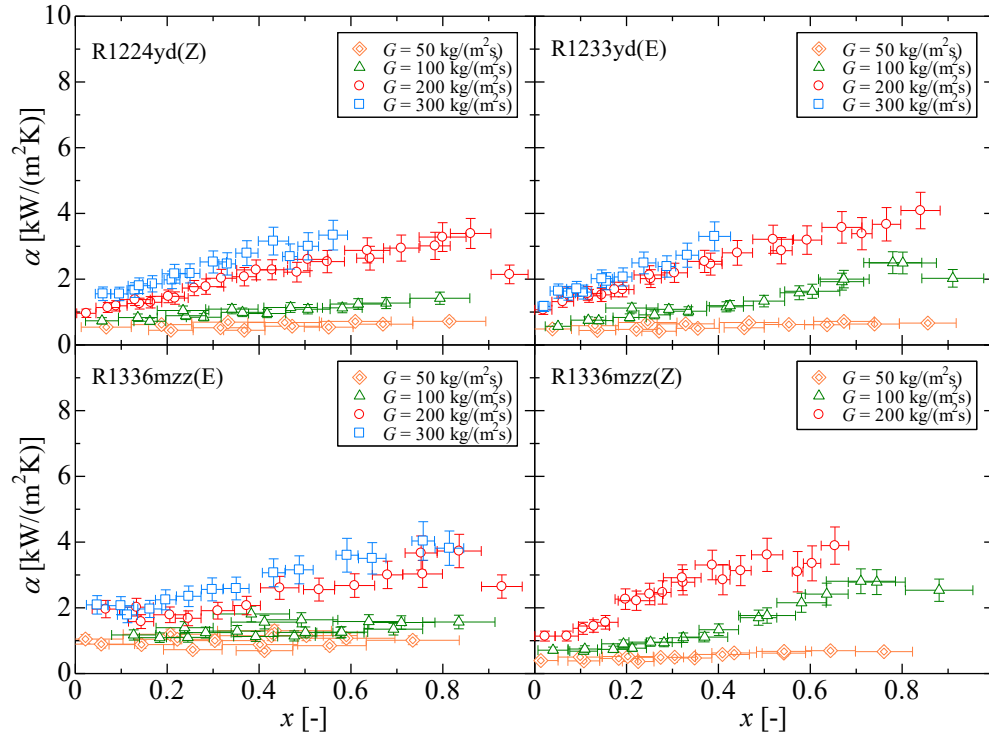 10
8
6
4
2
0
α [kW/(m²K)]
R1224yd(Z)
G = 50 kg/(m²s)
G = 100 kg/(m²s)
G = 200 kg/(m²s)
G = 300 kg/(m²s)
R1233yd(E)
G = 50 kg/(m²s)
G = 100 kg/(m²s)
G = 200 kg/(m²s)
G = 300 kg/(m²s)
8
6
4
2
0
α [kW/(m²K)]
R1336mzz(E)
G = 50 kg/(m²s)
G = 100 kg/(m²s)
G = 200 kg/(m²s)
G = 300 kg/(m²s)
R1336mzz(Z)
G = 50 kg/(m²s)
G = 100 kg/(m²s)
G = 200 kg/(m²s)
0 0.2 0.4 0.6 0.8 0 0.2 0.4 0.6 0.8
x [-] x [-]